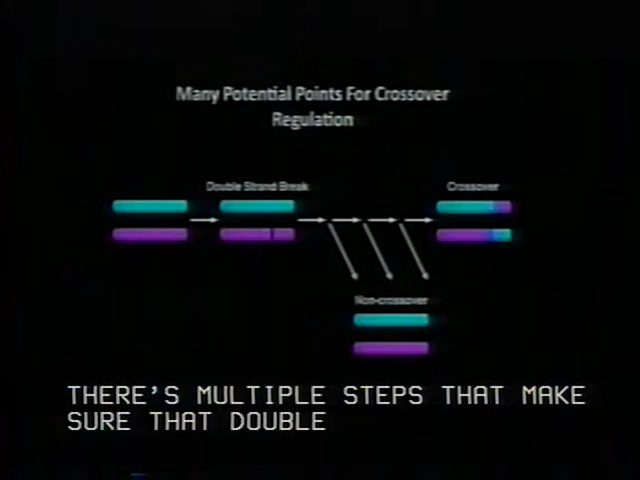 Many Potential Points For Crossover
Regulation
Double Strand Break
Crossover
Non-crossover
THERE'S MULTIPLE STEPS THAT MAKE
SURE THAT DOUBLE